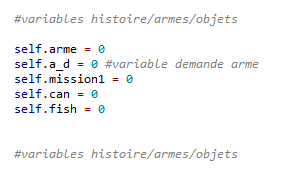 #variables histoire/armes/objets
self.arme = 0
self.a_d = 0 #variable demande arme
self.mission1 = 0
self.can = 0
self.fish = 0
#variables histoire/armes/objets